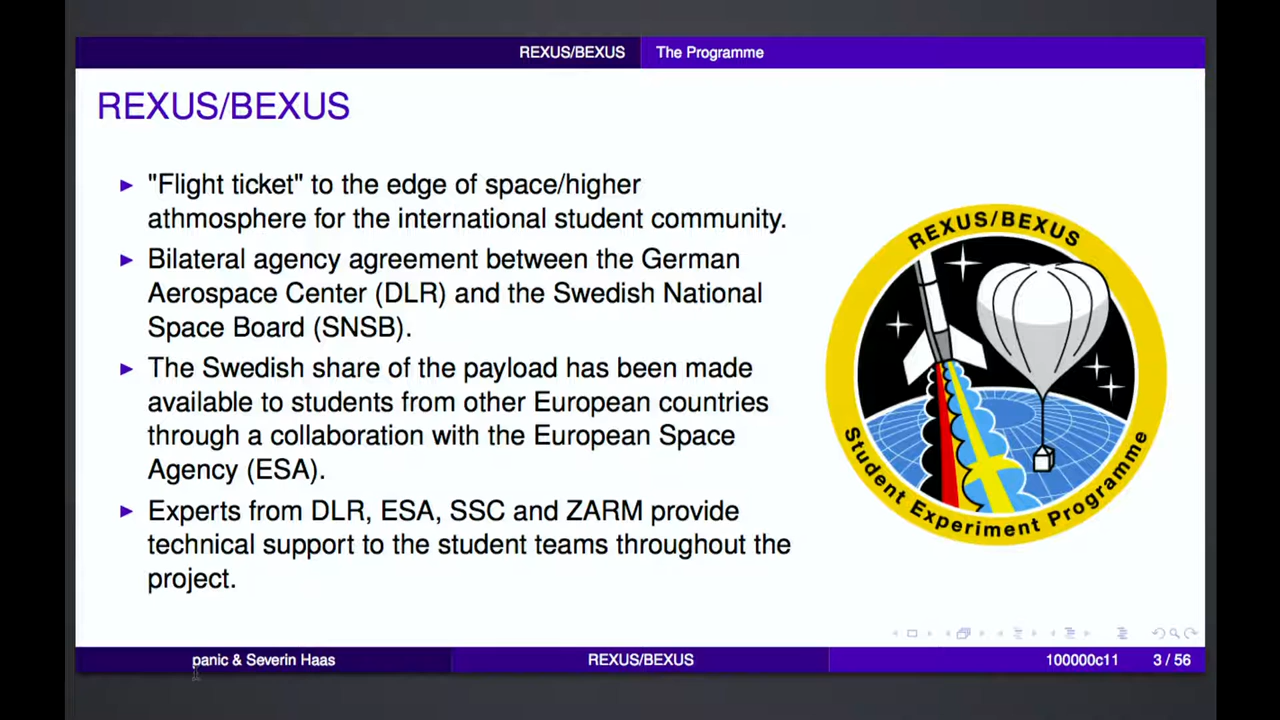 REXUS/BEXUS The Programme
REXUS/BEXUS
"Flight ticket" to the edge of space/higher
athmosphere for the international student community.
Bilateral agency agreement between the German
Aerospace Center (DLR) and the Swedish National
Space Board (SNSB).
The Swedish share of the payload has been made
available to students from other European countries
through a collaboration with the European Space
Agency (ESA).
Experts from DLR, ESA, SSC and ZARM provide
technical support to the student teams throughout the
project.
REXUS/BEXUS
Student Experiment Programme
panic & Severin Haas REXUS/BEXUS 100000c11 3 / 56